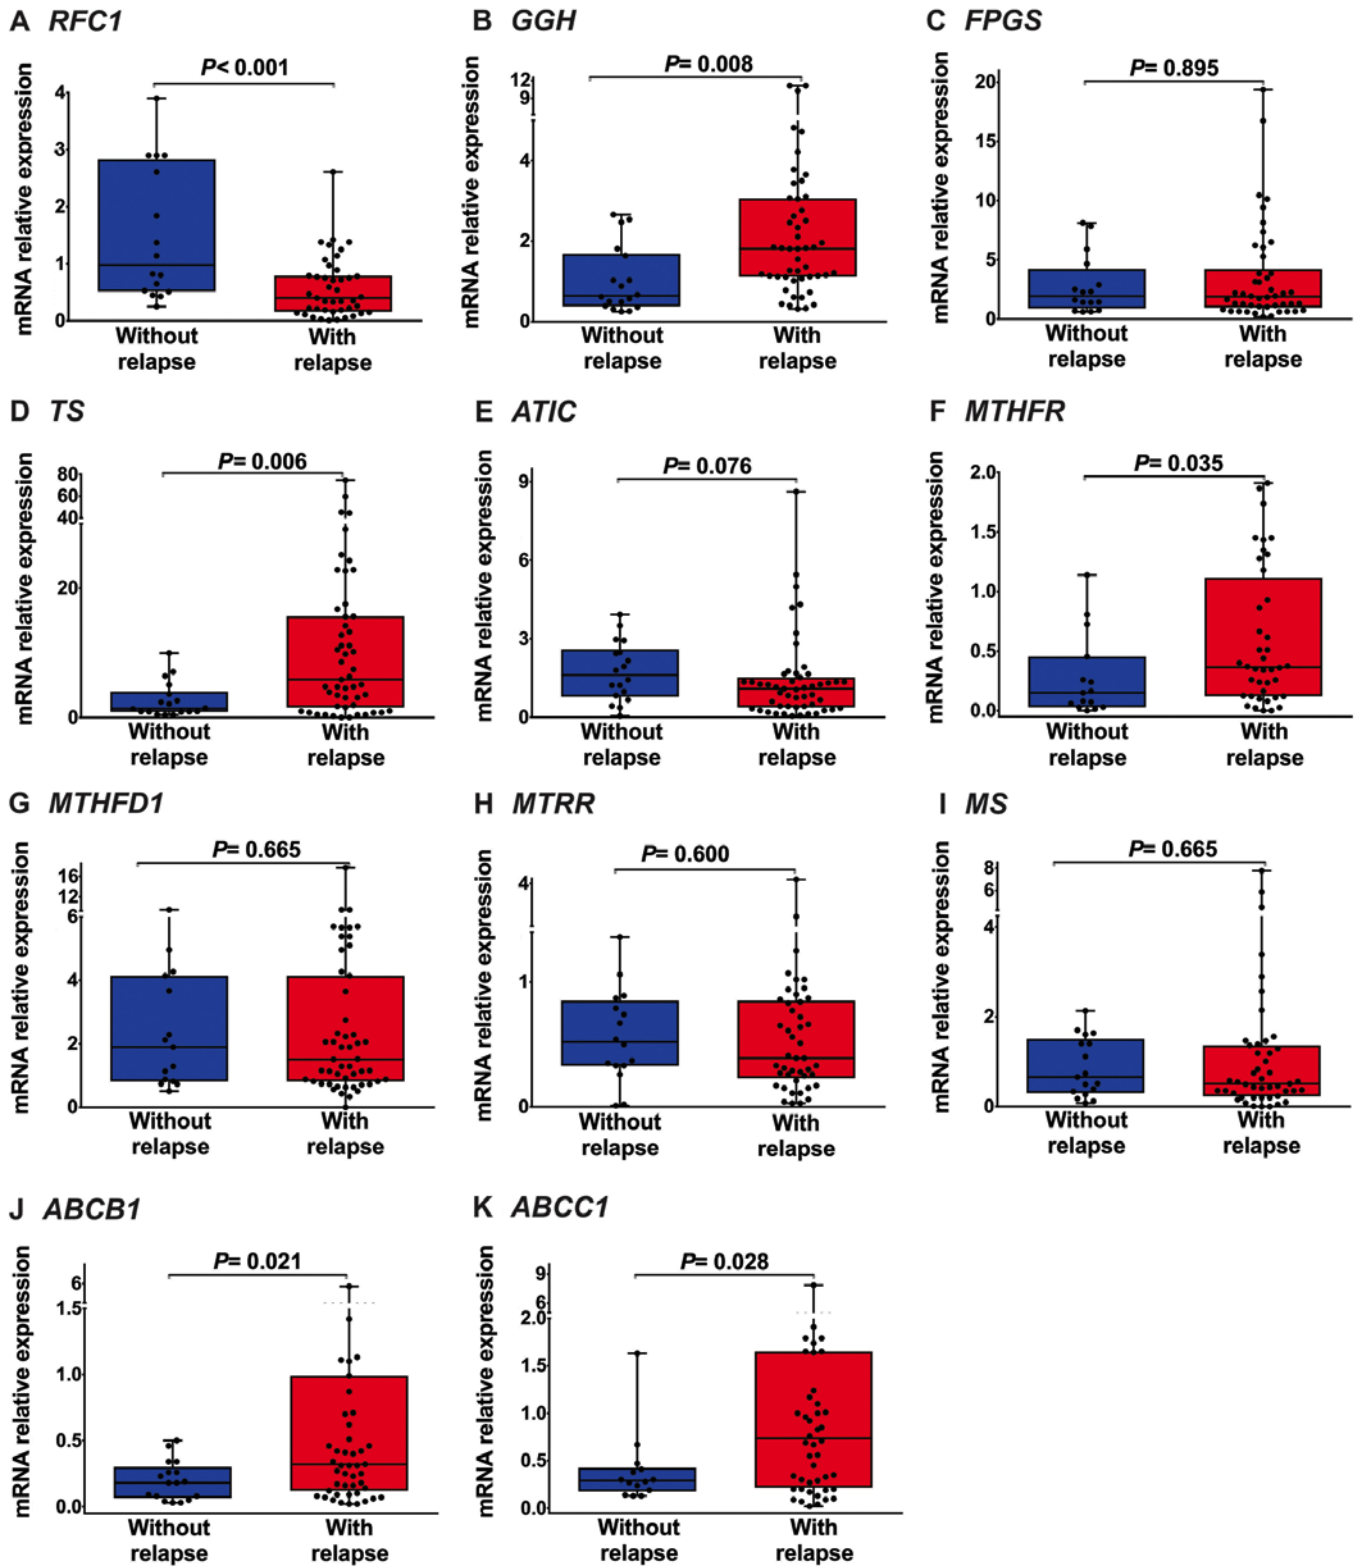 A RFC1
P< 0.001
mRNA relative expression
4
3
2
1
0
Without relapse
With relapse
B GGH
P= 0.008
mRNA relative expression
12
9
4
2
0
Without relapse
With relapse
C FPGS
P= 0.895
mRNA relative expression
20
15
10
5
0
Without relapse
With relapse
D TS
P= 0.006
mRNA relative expression
80
60
40
20
0
Without relapse
With relapse
E ATIC
P= 0.076
mRNA relative expression
9
6
3
0
Without relapse
With relapse
F MTHFR
P= 0.035
mRNA relative expression
2.0
1.5
1.0
0.5
0.0
Without relapse
With relapse
G MTHFD1
P= 0.665
mRNA relative expression
16
12
6
4
2
0
Without relapse
With relapse
H MTRR
P= 0.600
mRNA relative expression
4
1
0
Without relapse
With relapse
I MS
P= 0.665
mRNA relative expression
8
6
4
2
0
Without relapse
With relapse
J ABCB1
P= 0.021
mRNA relative expression
6
1.5
1.0
0.5
0.0
Without relapse
With relapse
K ABCC1
P= 0.028
mRNA relative expression
9
6
2.0
1.5
1.0
0.5
0.0
Without relapse
With relapse